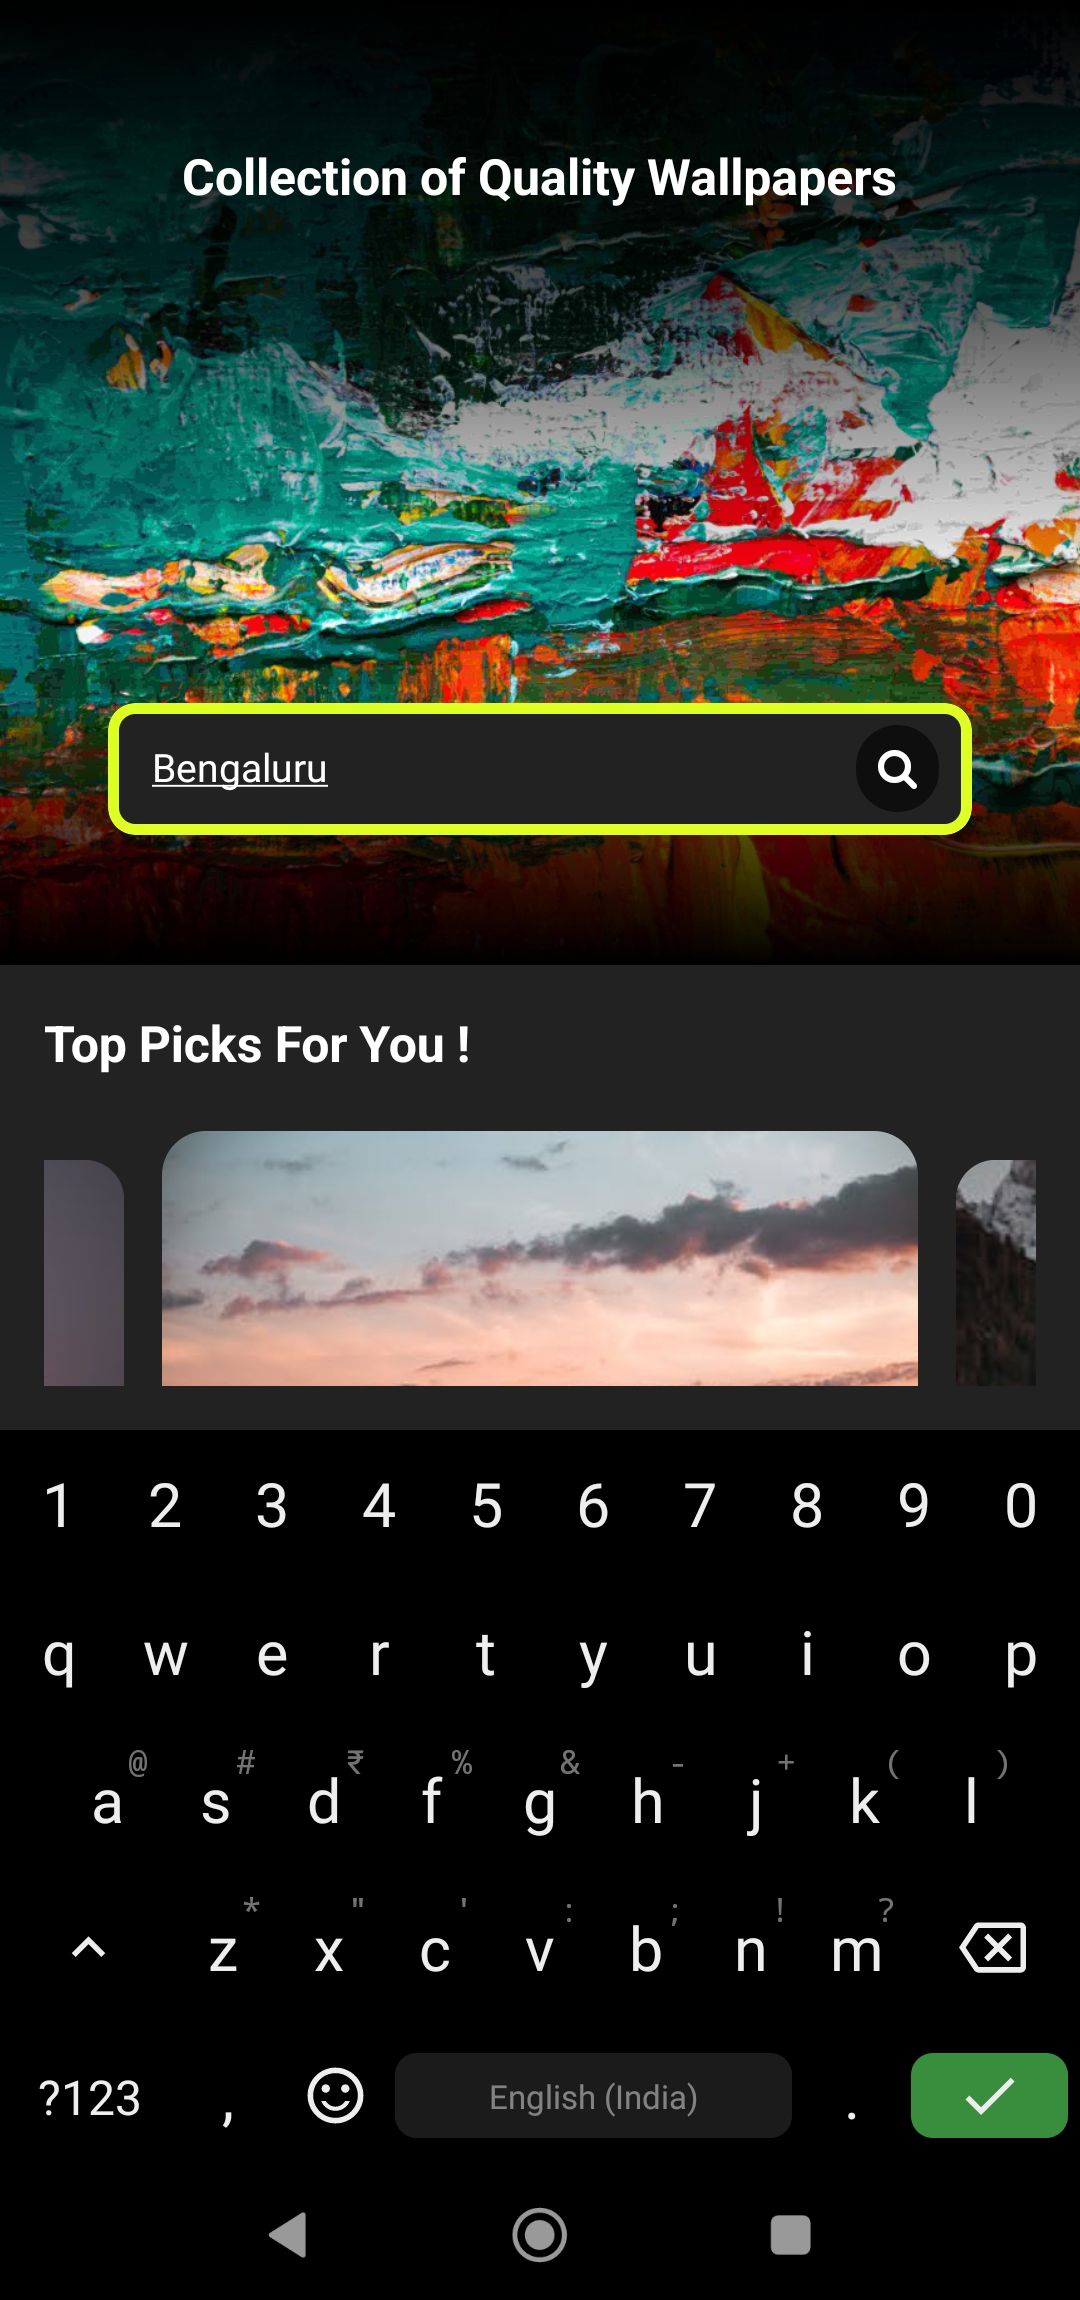 Collection of Quality Wallpapers
Bengaluru
Top Picks For You !
1 2 3 4 5 6 7 8 9 0
q w e r t y u i o p
@ # ₹ % & - + ( )
a s d f g h j k l
* " ' : ; ! ?
z x c v b n m
?123 , English (India) .